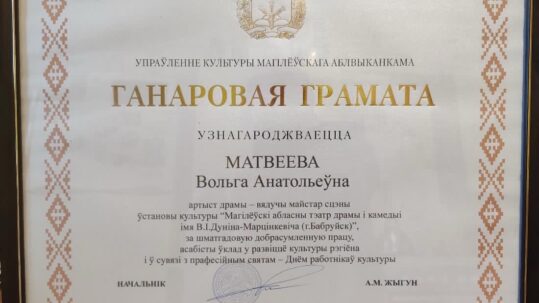 УПРАЎЛЕННЕ КУЛЬТУРЫ МАГІЛЁЎСКАГА АБЛВЫКАНКАМА
ГАНАРОВАЯ ГРАМАТА
УЗНАГАРОДЖВАЕЦЦА
МАТВЕЕВА
Вольга Анатольеўна
артыст драмы – вядучы майстар сцэны
ўстановы культуры "Магілёўскі абласны тэатр драмы і камедыі
імя В.І.Дуніна-Марцінкевіча (г.Бабруйск)",
за шматгадовую добрасумленную працу,
асабісты ўклад у развіццё культуры рэгіёна
і ў сувязі з прафесійным святам – Днём работнікаў культуры
НАЧАЛЬНІК А.М. ЖЫГУН